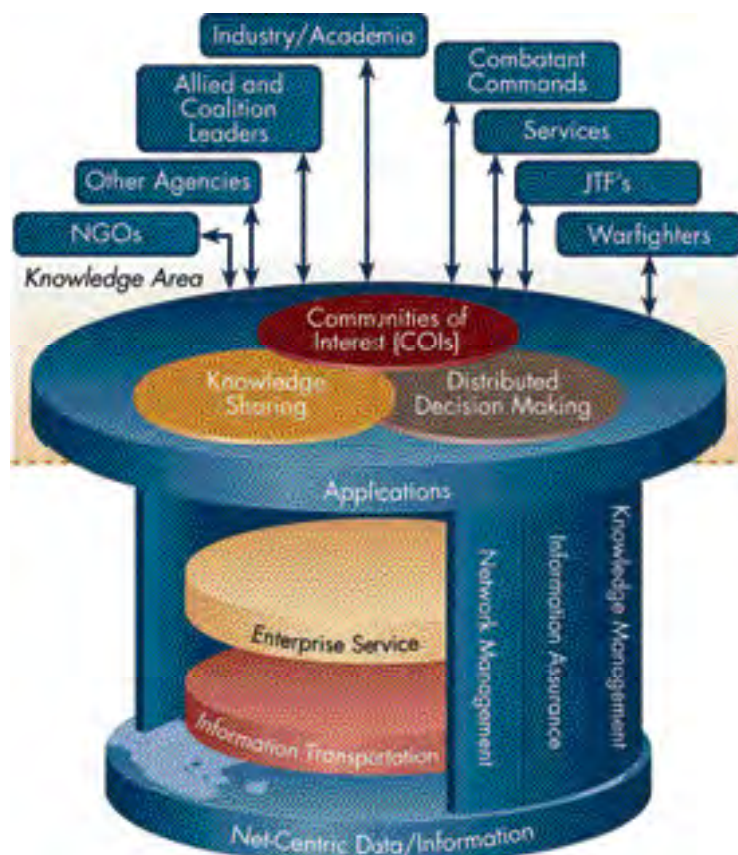 Industry/Academia
Combatant
Commands
Allied and
Coalition
Leaders
Services
Other Agencies
JTF's
NGOs
Warfighters
Knowledge Area
Communities of
Interest (COIs)
Knowledge
Sharing
Distributed
Decision Making
Applications
Enterprise Service
Information Transportation
Network Management
Information Assurance
Knowledge Management
Net-Centric Data/Information